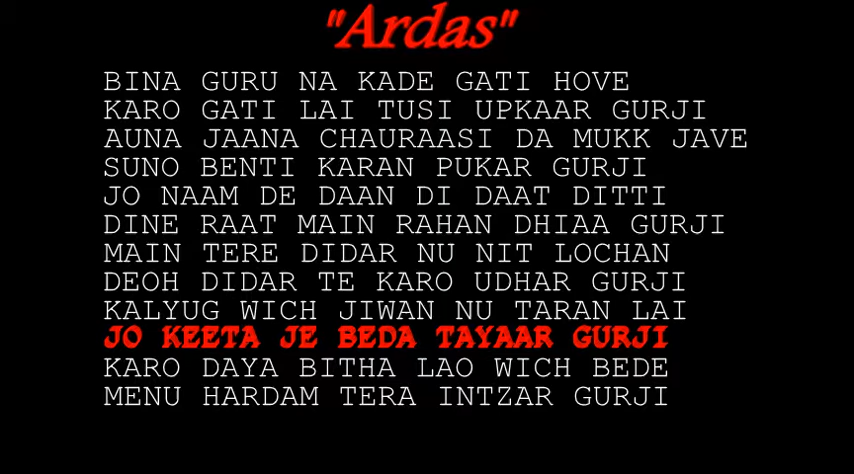 "Ardas"
BINA GURU NA KADE GATI HOVE
KARO GATI LAI TUSI UPKAAR GURJI
AUNA JAANA CHAURAASI DA MUKK JAVE
SUNO BENTI KARAN PUKAR GURJI
JO NAAM DE DAAN DI DAAT DITTI
DINE RAAT MAIN RAHAN DHIAA GURJI
MAIN TERE DIDAR NU NIT LOCHAN
DEOH DIDAR TE KARO UDHAR GURJI
KALYUG WICH JIWAN NU TARAN LAI
JO KEETA JE BEDA TAYAAR GURJI
KARO DAYA BITHA LAO WICH BEDE
MENU HARDAM TERA INTZAR GURJI